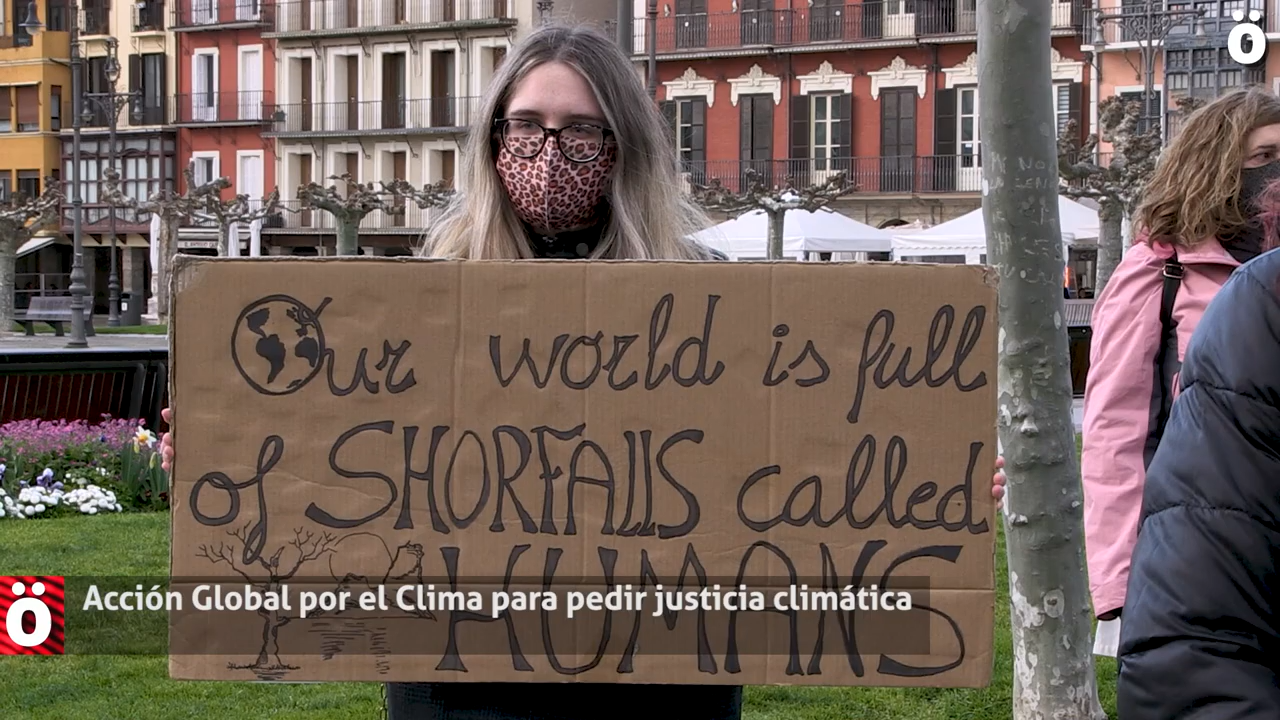 ö
Our world is full
of SHORFALLS called
HUMANS
ö Acción Global por el Clima para pedir justicia climática